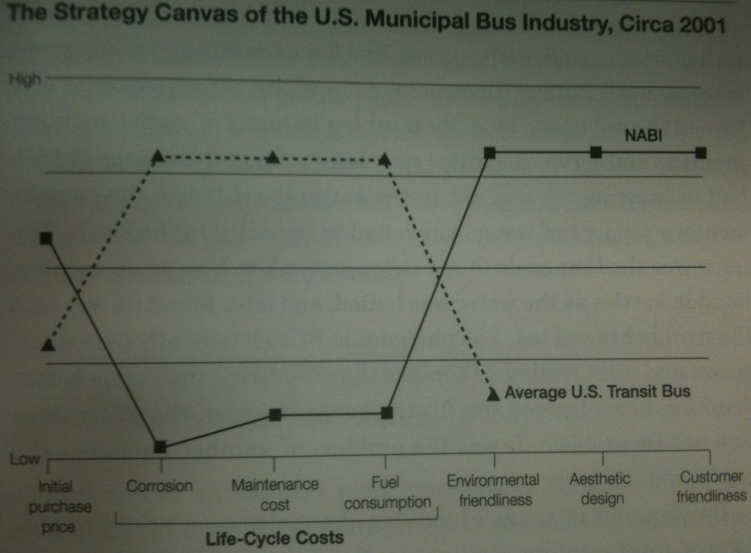 The Strategy Canvas of the U.S. Municipal Bus Industry, Circa 2001
High
NABI
Average U.S. Transit Bus
Low
Initial
purchase
price
Corrosion
Maintenance
cost
Fuel
consumption
Environmental
friendliness
Aesthetic
design
Customer
friendliness
Life-Cycle Costs